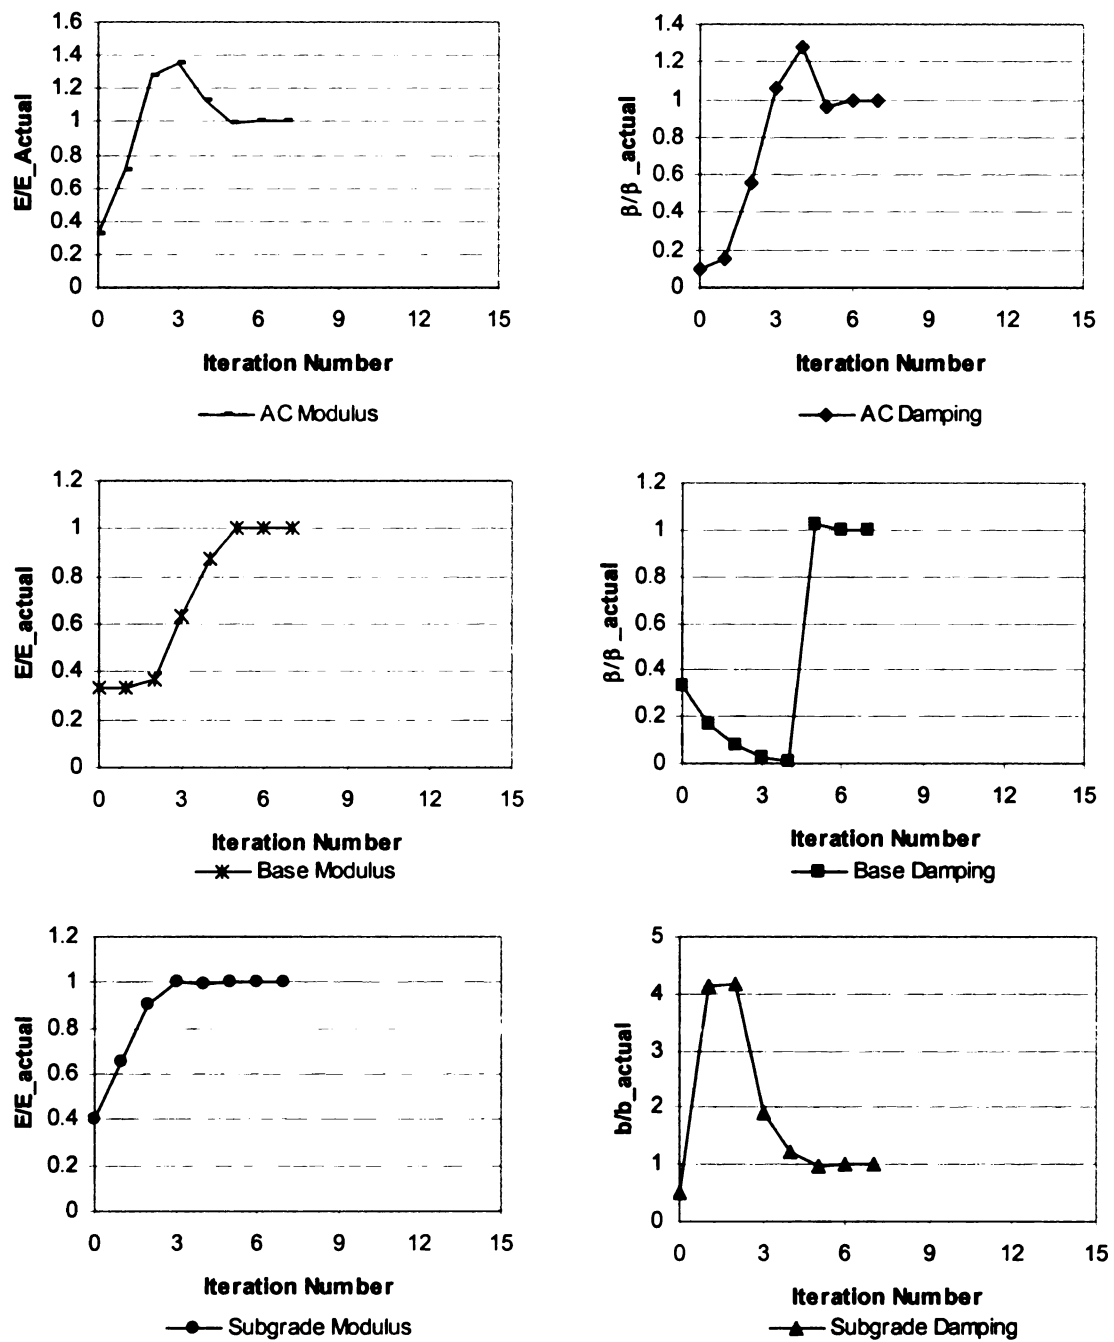 1.6
1.4
1.2
1
0.8
0.6
0.4
0.2
0
E/E_Actual
0 3 6 9 12 15
Iteration Number
AC Modulus
1.4
1.2
1
0.8
0.6
0.4
0.2
0
β/β _actual
0 3 6 9 12 15
Iteration Number
AC Damping
1.2
1
0.8
0.6
0.4
0.2
0
E/E_actual
0 3 6 9 12 15
Iteration Number
Base Modulus
1.2
1
0.8
0.6
0.4
0.2
0
β/β _actual
0 3 6 9 12 15
Iteration Number
Base Damping
1.2
1
0.8
0.6
0.4
0.2
0
E/E_actual
0 3 6 9 12 15
Iteration Number
Subgrade Modulus
5
4
3
2
1
0
b/b_actual
0 3 6 9 12 15
Iteration Number
Subgrade Damping